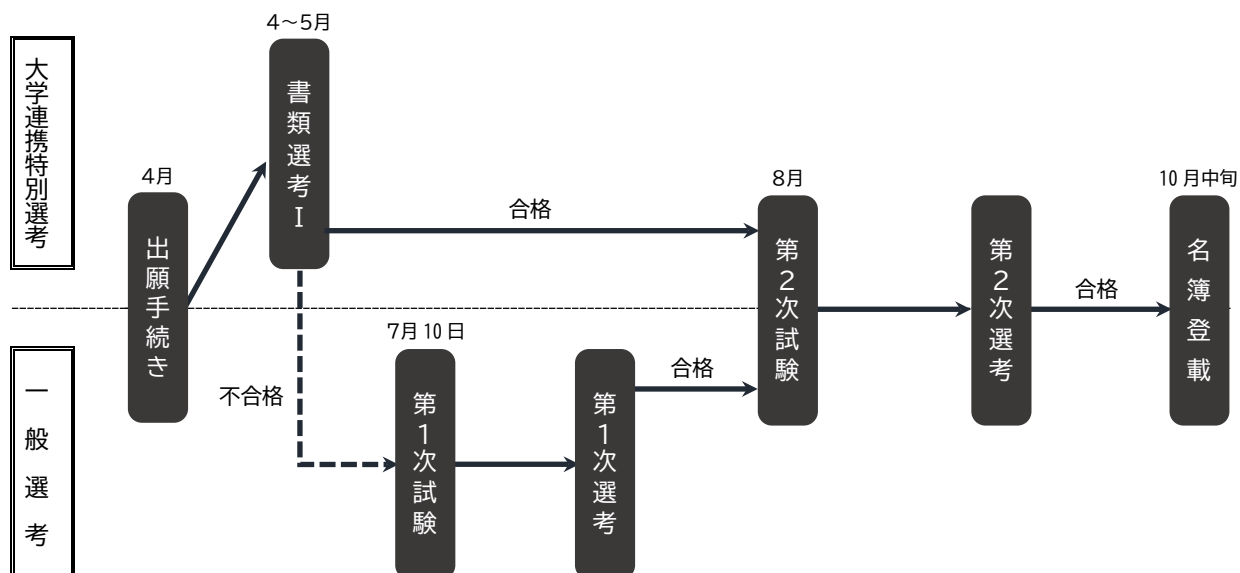 大学連携特別選考
4月
出願手続き
4～5月
書類選考Ⅰ
合格
不合格
一般選考
7月10日
第1次試験
第1次選考
合格
8月
第2次試験
第2次選考
合格
10月中旬
名簿登載